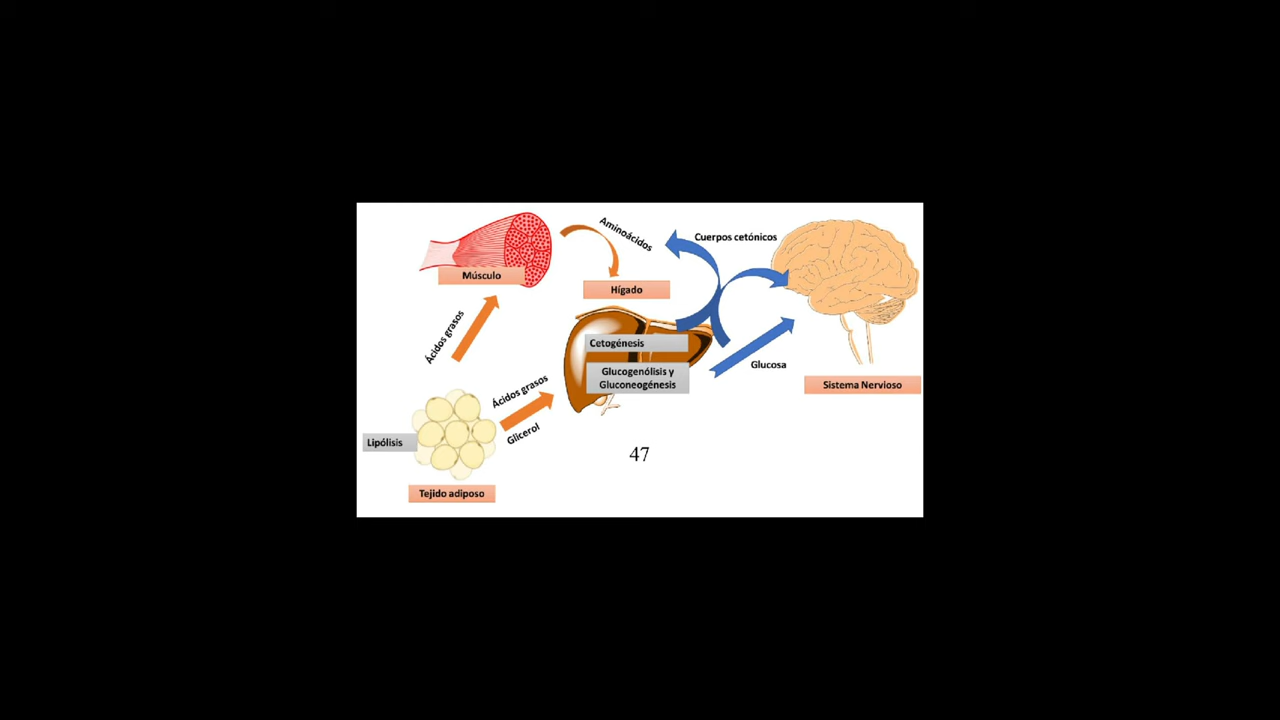 Aminoácidos
Cuerpos cetónicos
Músculo
Hígado
Ácidos grasos
Cetogénesis
Glucosa
Glucogenólisis y
Gluconeogénesis
Sistema Nervioso
Ácidos grasos
Glicerol
Lipólisis
47
Tejido adiposo